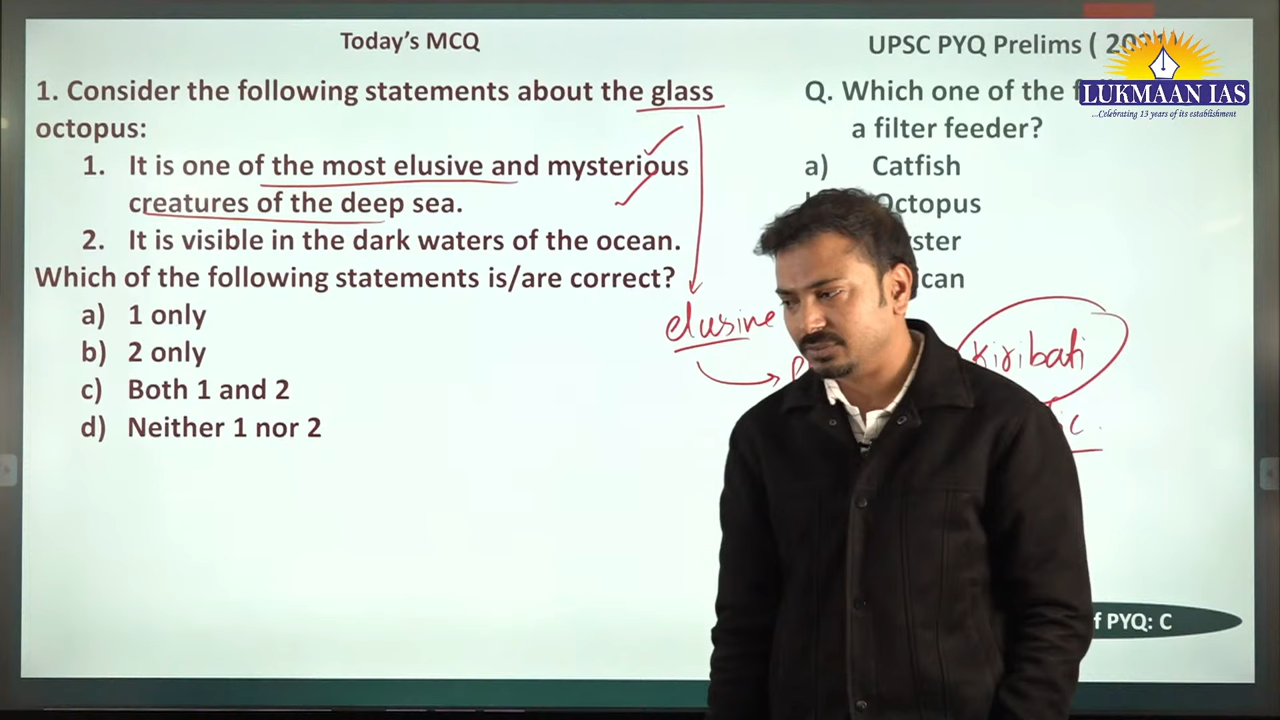 Today's MCQ
1. Consider the following statements about the glass
octopus:
1. It is one of the most elusive and mysterious
creatures of the deep sea.
2. It is visible in the dark waters of the ocean.
Which of the following statements is/are correct?
a) 1 only
b) 2 only
c) Both 1 and 2
d) Neither 1 nor 2
elusive
UPSC PYQ Prelims (
LUKMAAN IAS
...Celebrating 13 years of its establishment
Q. Which one of the
a filter feeder?
a) Catfish
Octopus
Kiribati
PYQ: C